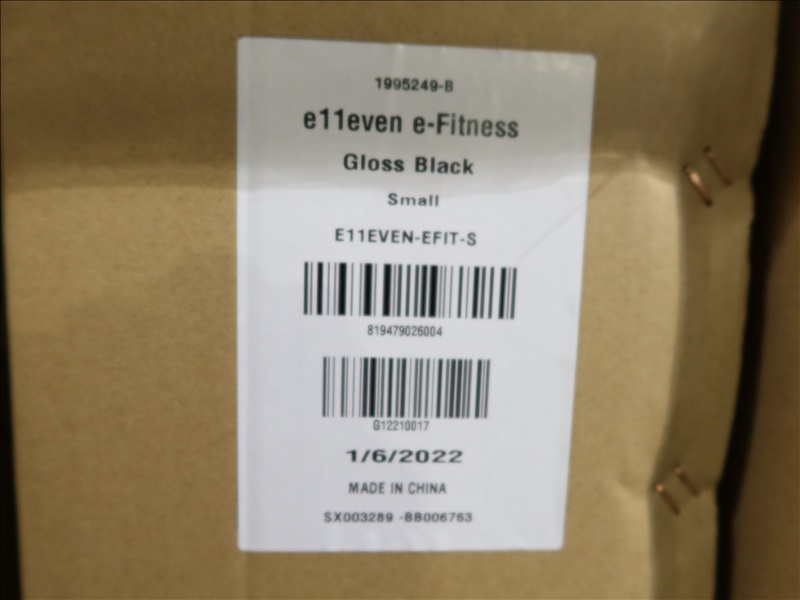 1995249-B
e11even e-Fitness
Gloss Black
Small
E11EVEN-EFIT-S
819479026004
G12210017
1/6/2022
MADE IN CHINA
SX003289 -BB006763